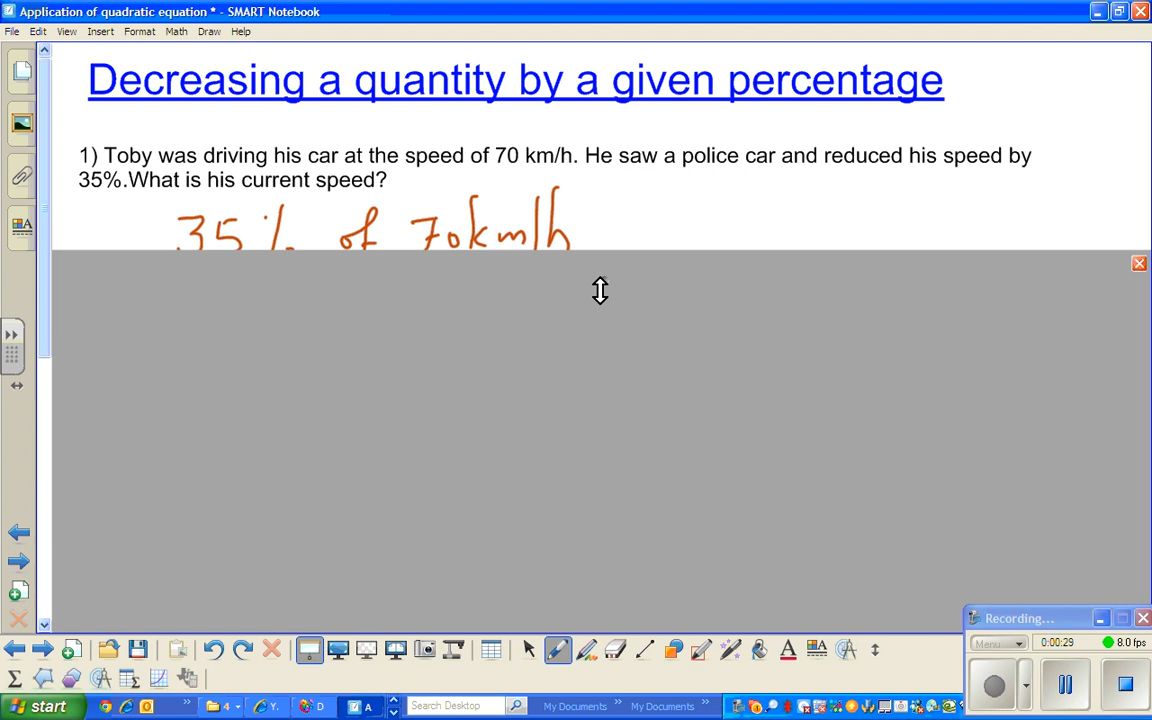 Application of quadratic equation * - SMART Notebook
File Edit View Insert Format Math Draw Help
Decreasing a quantity by a given percentage
1) Toby was driving his car at the speed of 70 km/h. He saw a police car and reduced his speed by
35%.What is his current speed?
35% of 70km/h
Recording...
Menu 0:00:29 8.0 fps
start 4 Y. D A Search Desktop My Documents My Documents